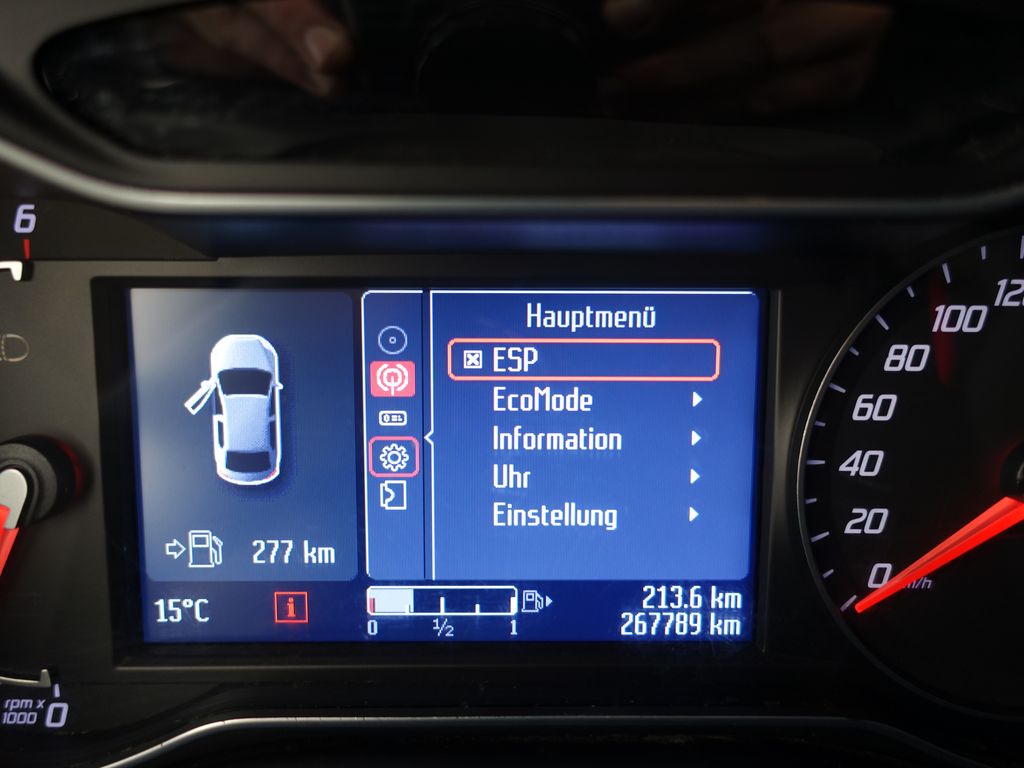 6
Hauptmenü
ESP
EcoMode
Information
Uhr
Einstellung
277 km
15°C
i
0 ½ 1
213.6 km
267789 km
rpm x
1000 0
100
80
60
40
20
0